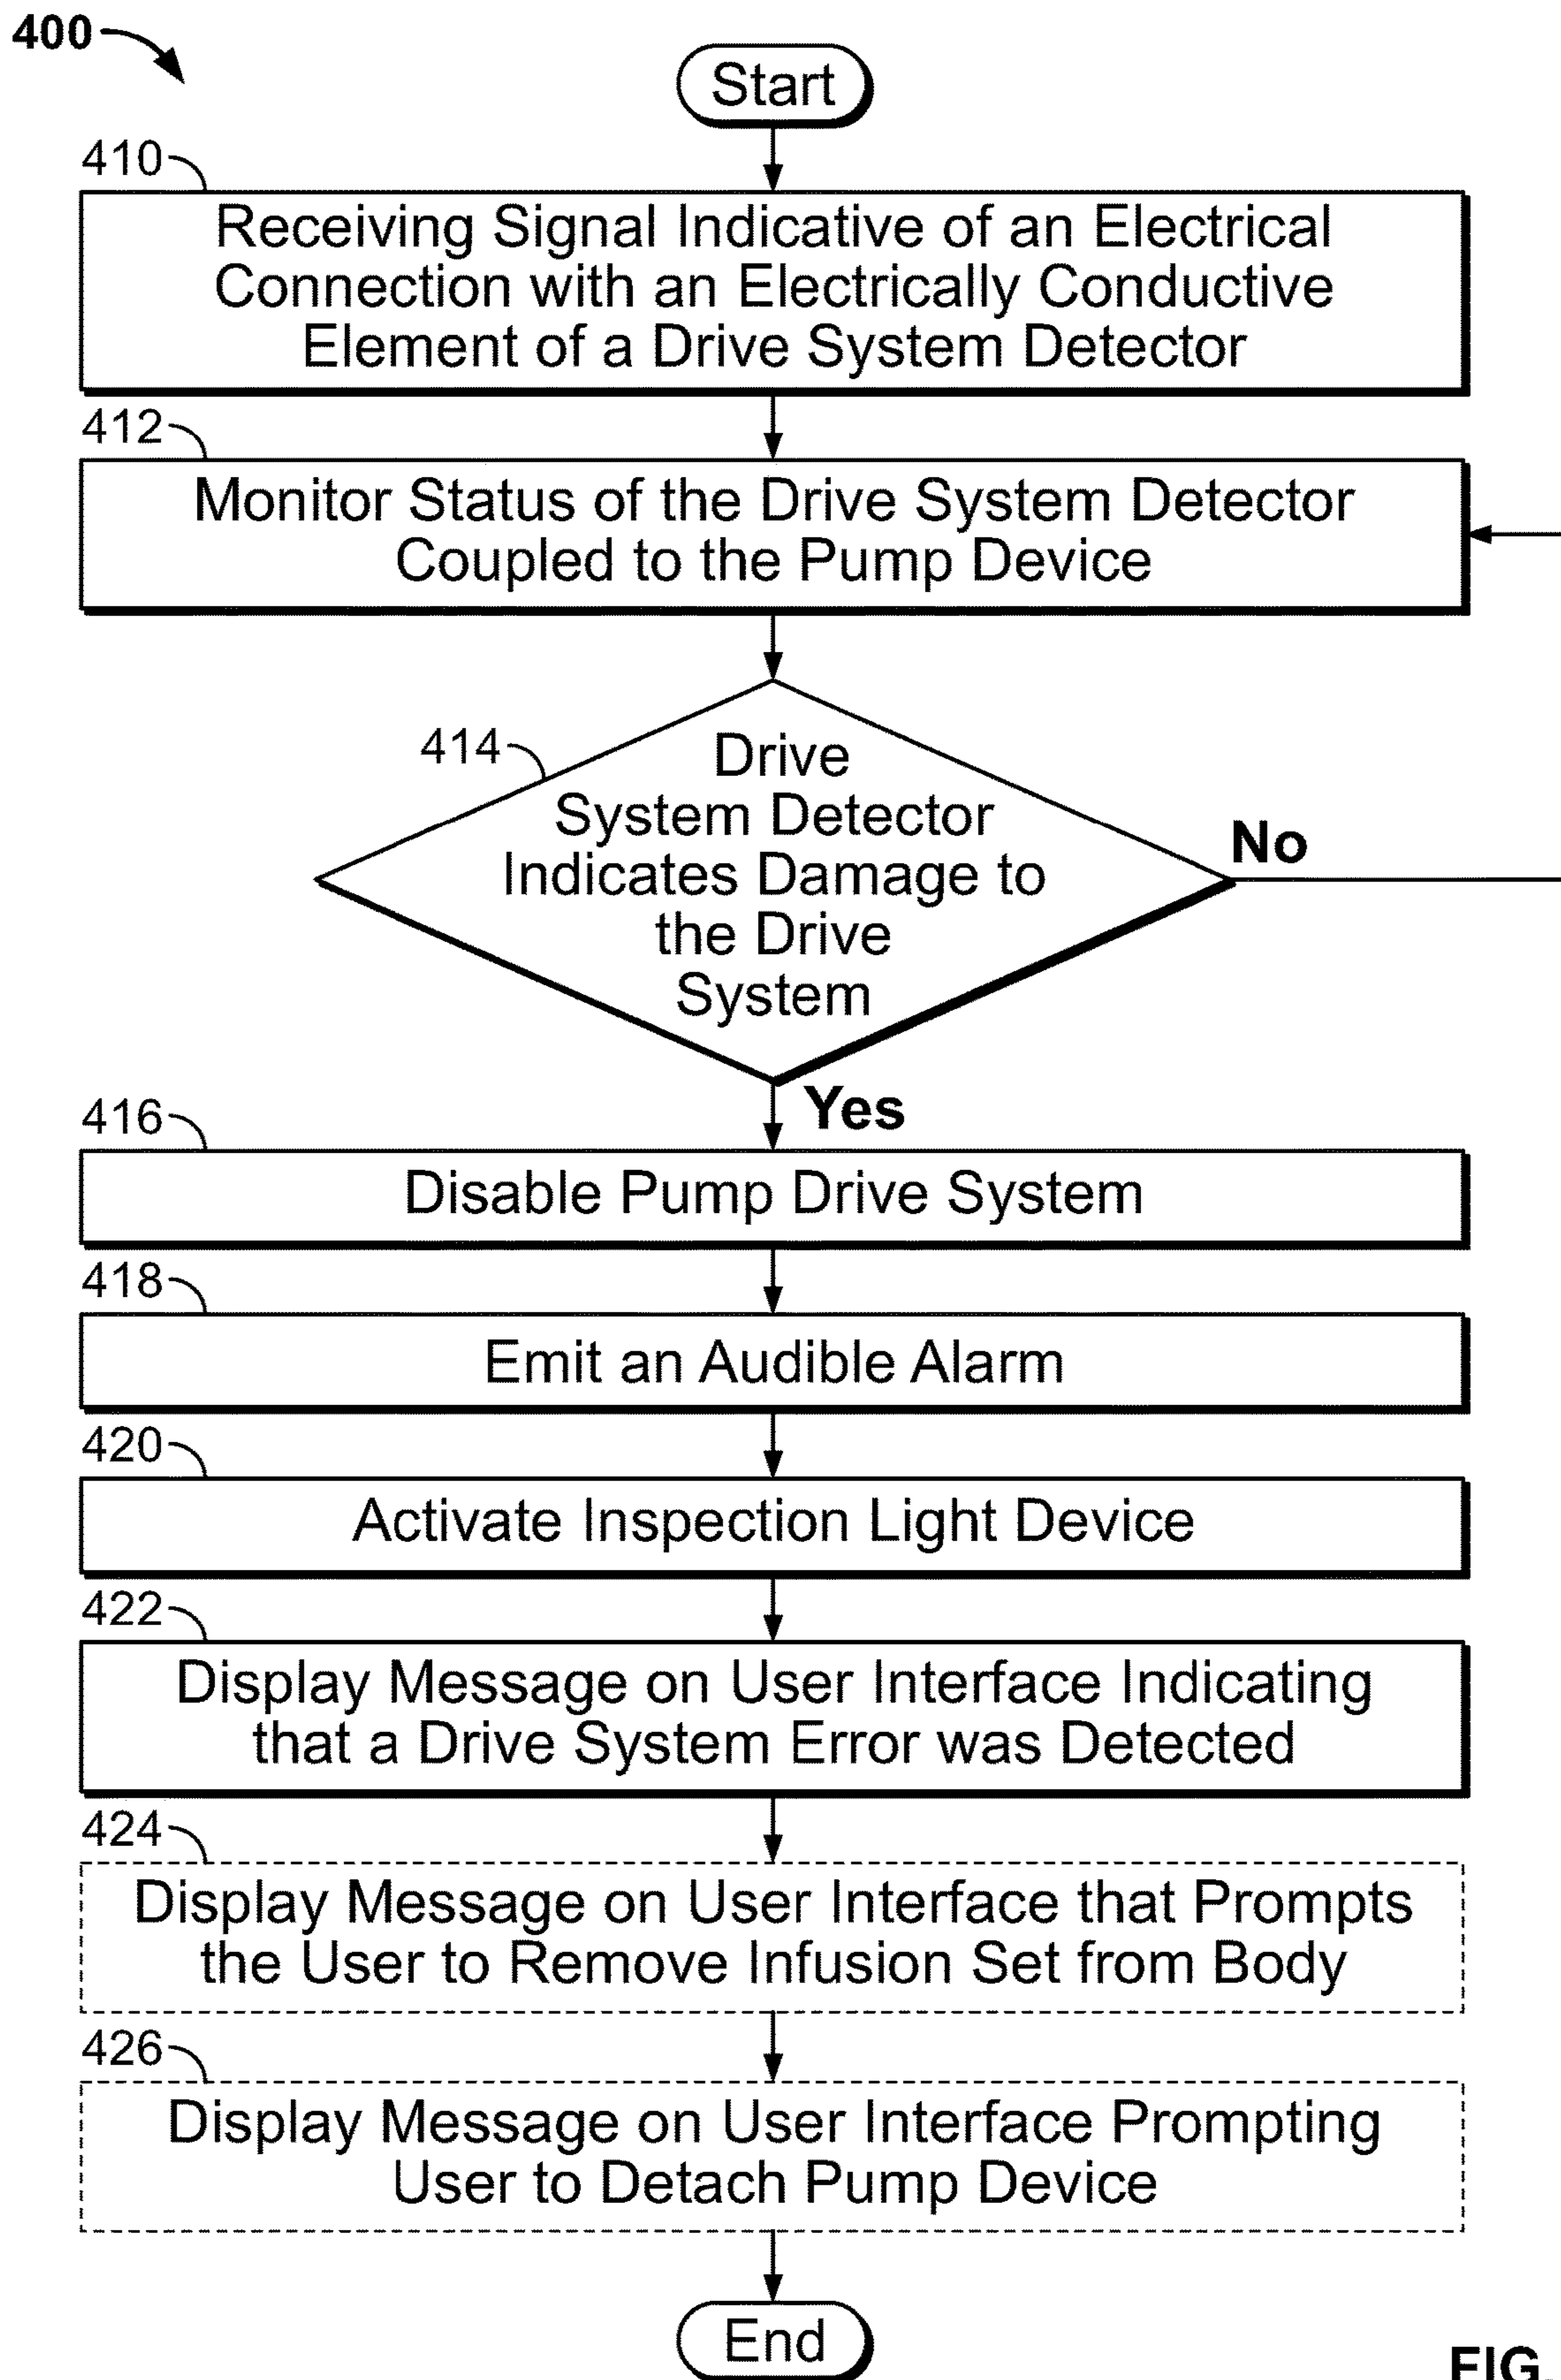 400
Start
410
Receiving Signal Indicative of an Electrical
Connection with an Electrically Conductive
Element of a Drive System Detector
412
Monitor Status of the Drive System Detector
Coupled to the Pump Device
414
Drive
System Detector
Indicates Damage to
the Drive
System
No
Yes
416
Disable Pump Drive System
418
Emit an Audible Alarm
420
Activate Inspection Light Device
422
Display Message on User Interface Indicating
that a Drive System Error was Detected
424
Display Message on User Interface that Prompts
the User to Remove Infusion Set from Body
426
Display Message on User Interface Prompting
User to Detach Pump Device
End
FIG.